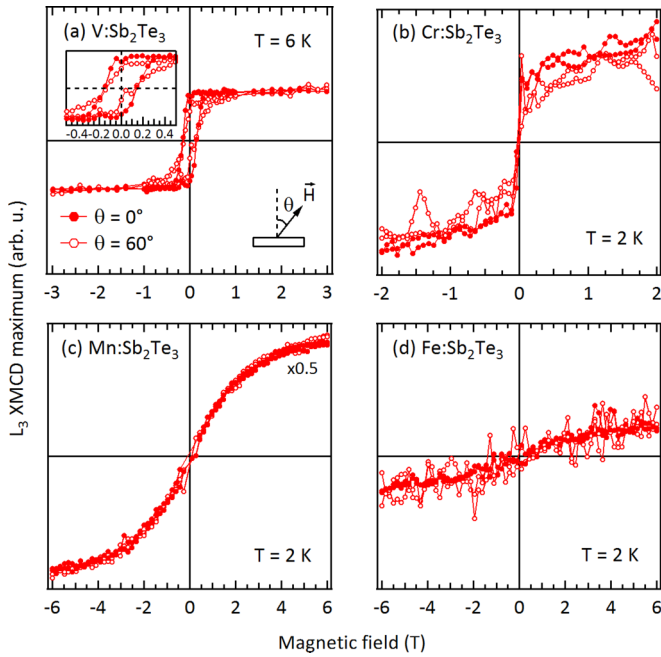 (a) V:Sb₂Te₃
T = 6 K
-0.4 -0.2 0.0 0.2 0.4
θ = 0°
θ = 60°
θ
H⃗
-3 -2 -1 0 1 2 3
(b) Cr:Sb₂Te₃
T = 2 K
-2 -1 0 1 2
L₃ XMCD maximum (arb. u.)
(c) Mn:Sb₂Te₃
x0.5
T = 2 K
-6 -4 -2 0 2 4 6
(d) Fe:Sb₂Te₃
T = 2 K
-6 -4 -2 0 2 4 6
Magnetic field (T)